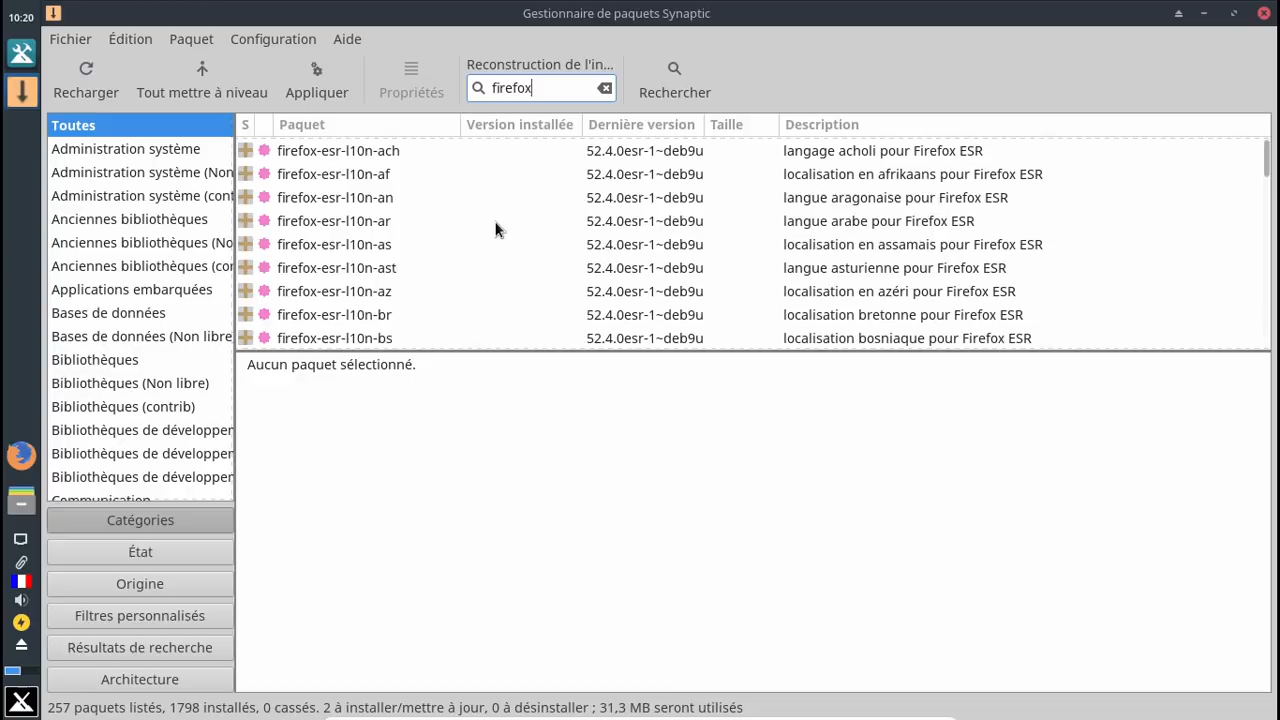 10:20
Gestionnaire de paquets Synaptic
Fichier Édition Paquet Configuration Aide
Recharger
Tout mettre à niveau
Appliquer
Propriétés
Reconstruction de l'in...
firefox
Rechercher
Toutes
Administration système
Administration système (Non
Administration système (cont
Anciennes bibliothèques
Anciennes bibliothèques (No
Anciennes bibliothèques (con
Applications embarquées
Bases de données
Bases de données (Non libre
Bibliothèques
Bibliothèques (Non libre)
Bibliothèques (contrib)
Bibliothèques de développer
Bibliothèques de développer
Bibliothèques de développer
Communication
Catégories
État
Origine
Filtres personnalisés
Résultats de recherche
Architecture
S Paquet Version installée Dernière version Taille Description
firefox-esr-l10n-ach 52.4.0esr-1~deb9u langage acholi pour Firefox ESR
firefox-esr-l10n-af 52.4.0esr-1~deb9u localisation en afrikaans pour Firefox ESR
firefox-esr-l10n-an 52.4.0esr-1~deb9u langue aragonaise pour Firefox ESR
firefox-esr-l10n-ar 52.4.0esr-1~deb9u langue arabe pour Firefox ESR
firefox-esr-l10n-as 52.4.0esr-1~deb9u localisation en assamais pour Firefox ESR
firefox-esr-l10n-ast 52.4.0esr-1~deb9u langue asturienne pour Firefox ESR
firefox-esr-l10n-az 52.4.0esr-1~deb9u localisation en azéri pour Firefox ESR
firefox-esr-l10n-br 52.4.0esr-1~deb9u localisation bretonne pour Firefox ESR
firefox-esr-l10n-bs 52.4.0esr-1~deb9u localisation bosniaque pour Firefox ESR
Aucun paquet sélectionné.
257 paquets listés, 1798 installés, 0 cassés. 2 à installer/mettre à jour, 0 à désinstaller ; 31,3 MB seront utilisés